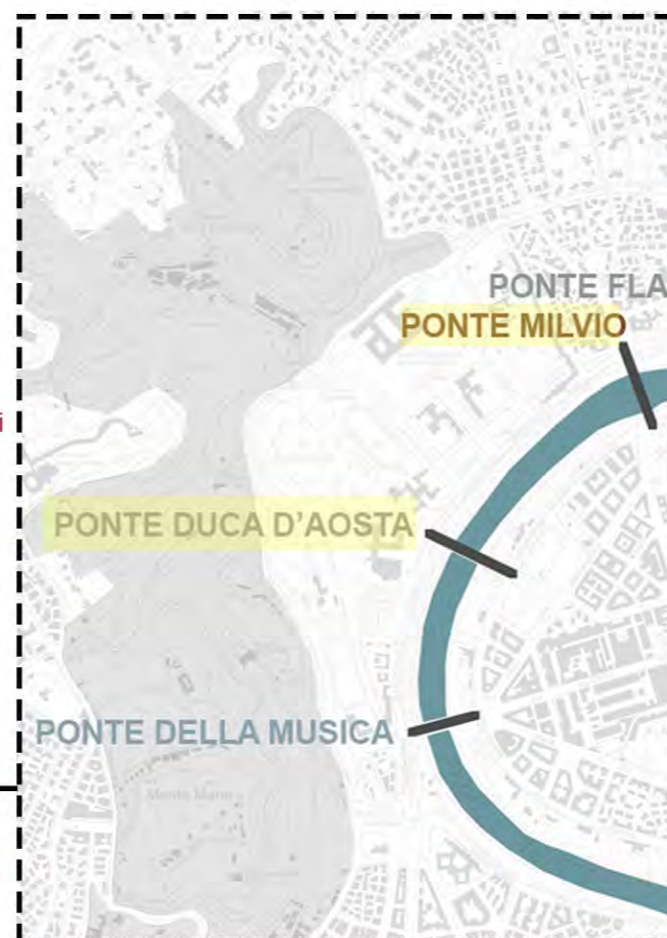 PONTE FLA
PONTE MILVIO
i
PONTE DUCA D'AOSTA
PONTE DELLA MUSICA
Monte Mario